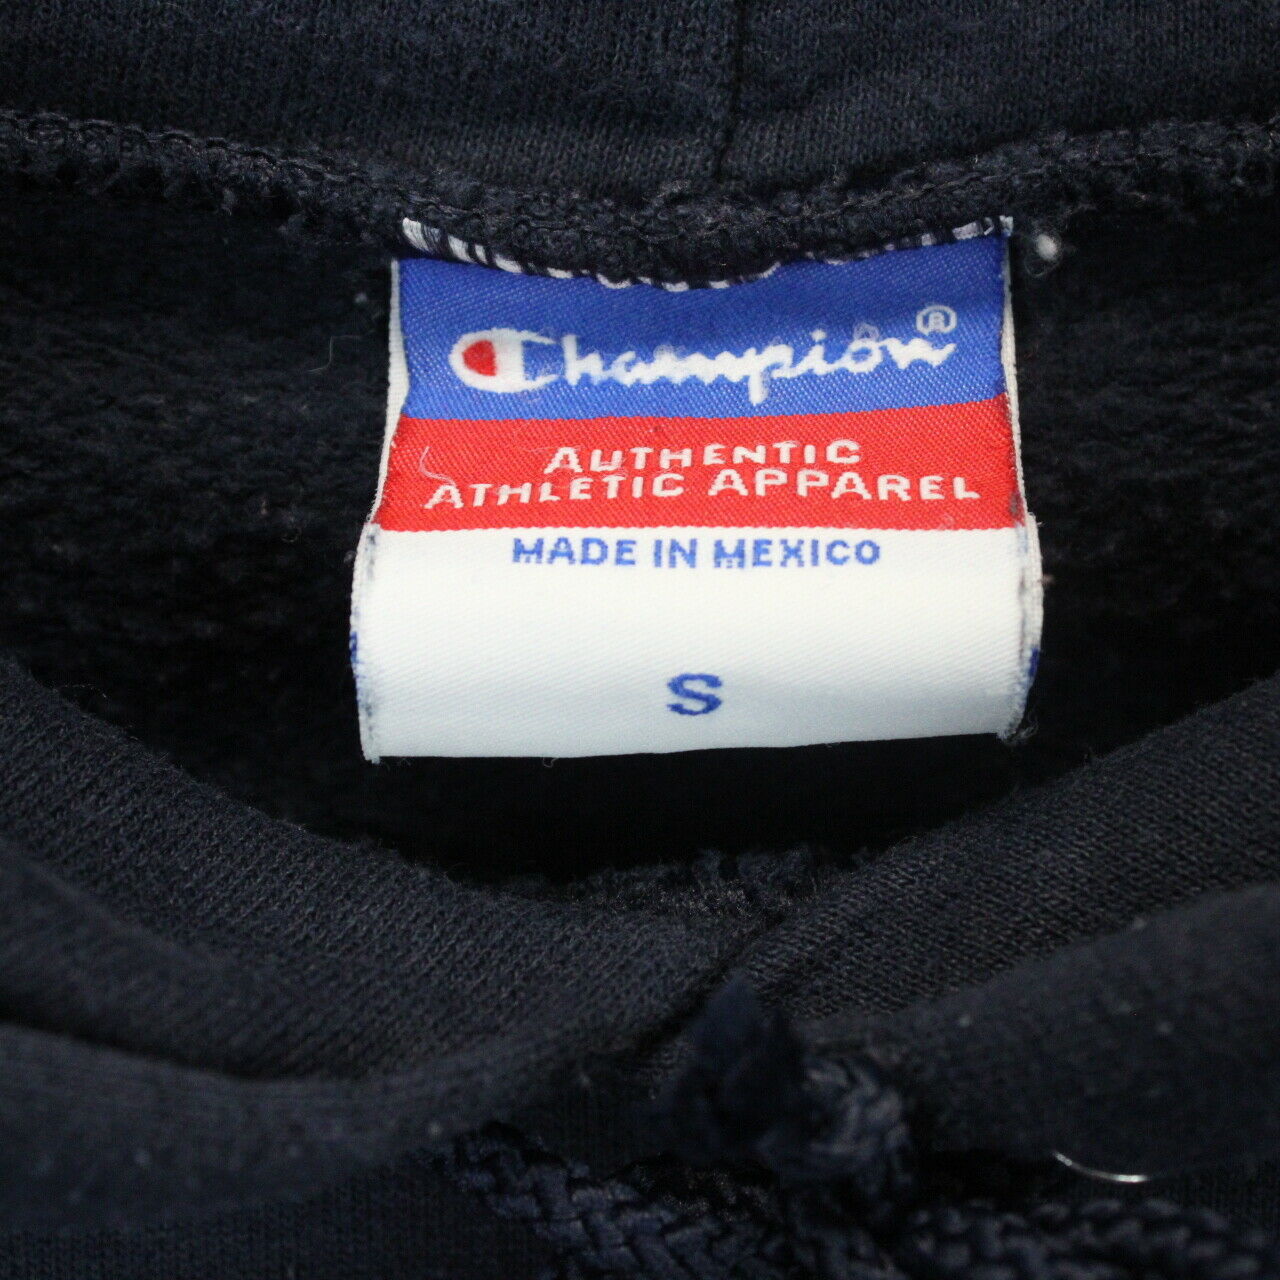 Champion®
AUTHENTIC
ATHLETIC APPAREL
MADE IN MEXICO
S